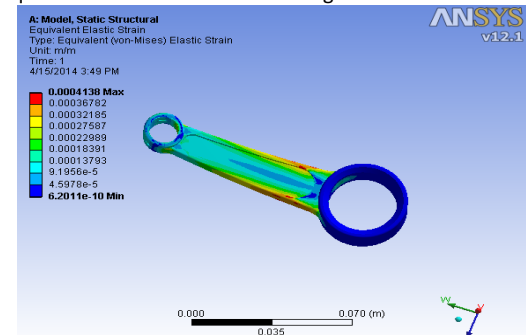 A: Model, Static Structural
Equivalent Elastic Strain
Type: Equivalent (von-Mises) Elastic Strain
Unit: m/m
Time: 1
4/15/2014 3:49 PM
ANSYS
v12.1
0.0004138 Max
0.00036782
0.00032185
0.00027587
0.00022989
0.00018391
0.00013793
9.1956e-5
4.5978e-5
6.2011e-10 Min
0.000
0.070 (m)
0.035